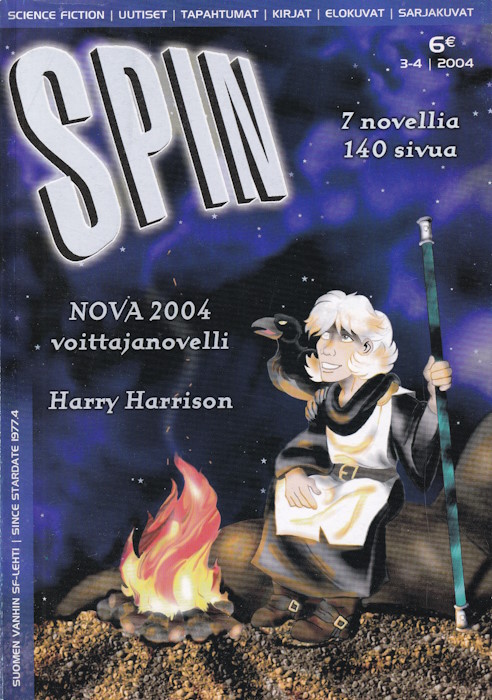 SCIENCE FICTION | UUTISET | TAPAHTUMAT | KIRJAT | ELOKUVAT | SARJAKUVAT
6€
3-4 | 2004
SPIN
7 novellia
140 sivua
NOVA 2004
voittajanovelli
Harry Harrison
SUOMEN VANHIN SF-LEHTI | SINCE STARDATE 1977.4